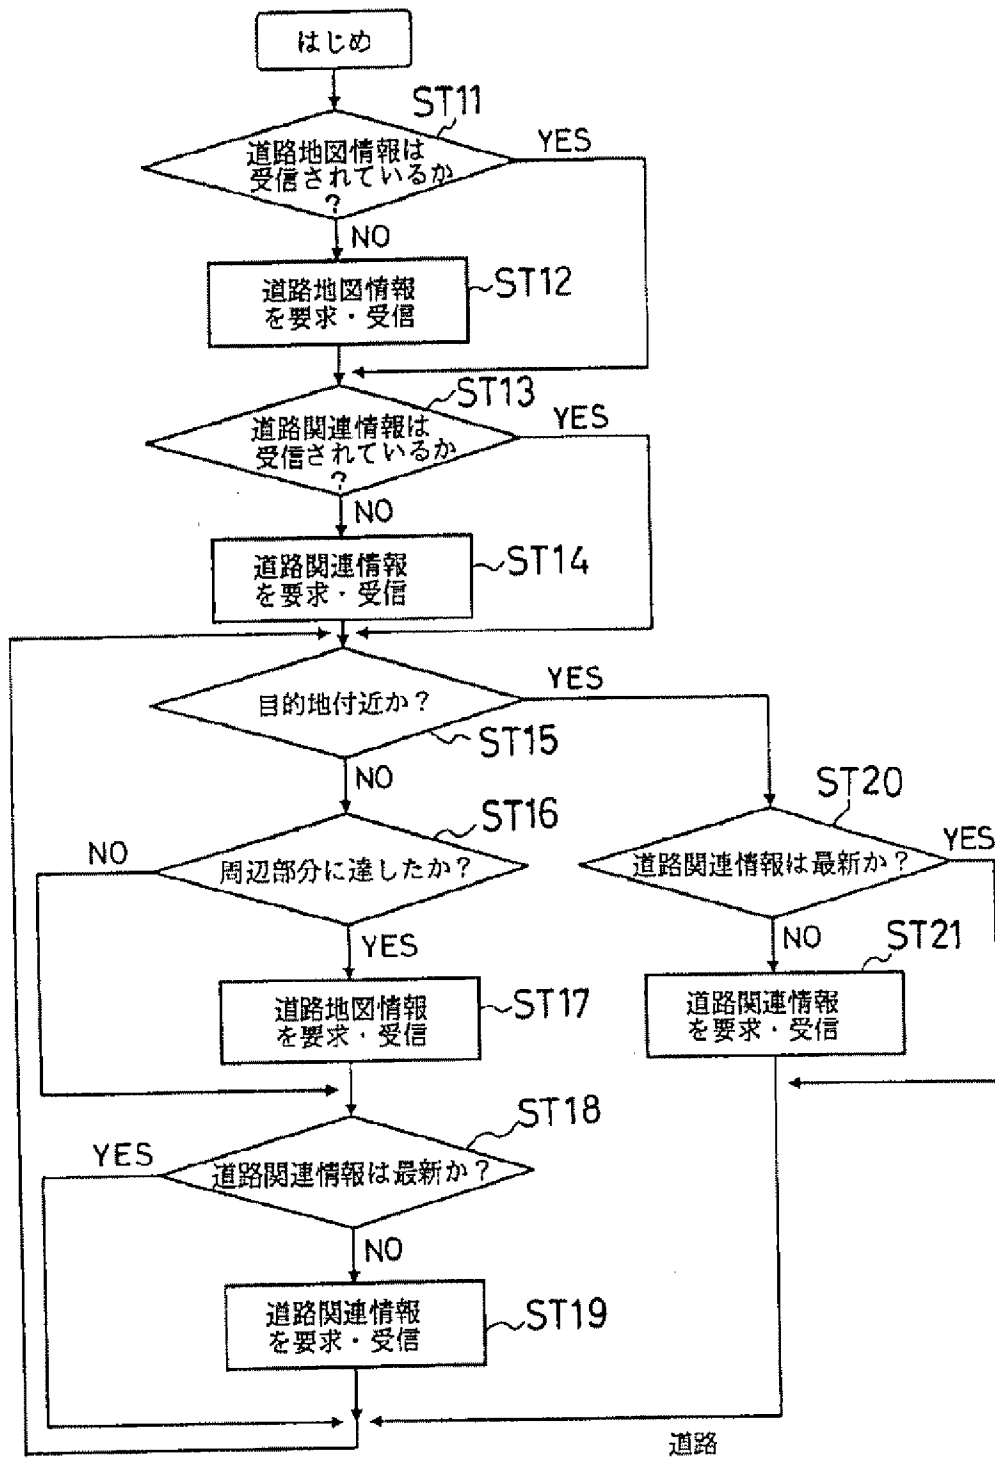 はじめ
ST11
YES
道路地図情報は
受信されているか
?
NO
ST12
道路地図情報
を要求・受信
ST13
YES
道路関連情報は
受信されているか
?
NO
ST14
道路関連情報
を要求・受信
YES
目的地付近か?
ST15
NO
ST16
ST20
NO
周辺部分に達したか?
YES
道路関連情報は最新か?
YES
NO
ST17
道路地図情報
を要求・受信
ST21
道路関連情報
を要求・受信
ST18
YES
道路関連情報は最新か?
NO
ST19
道路関連情報
を要求・受信
道路